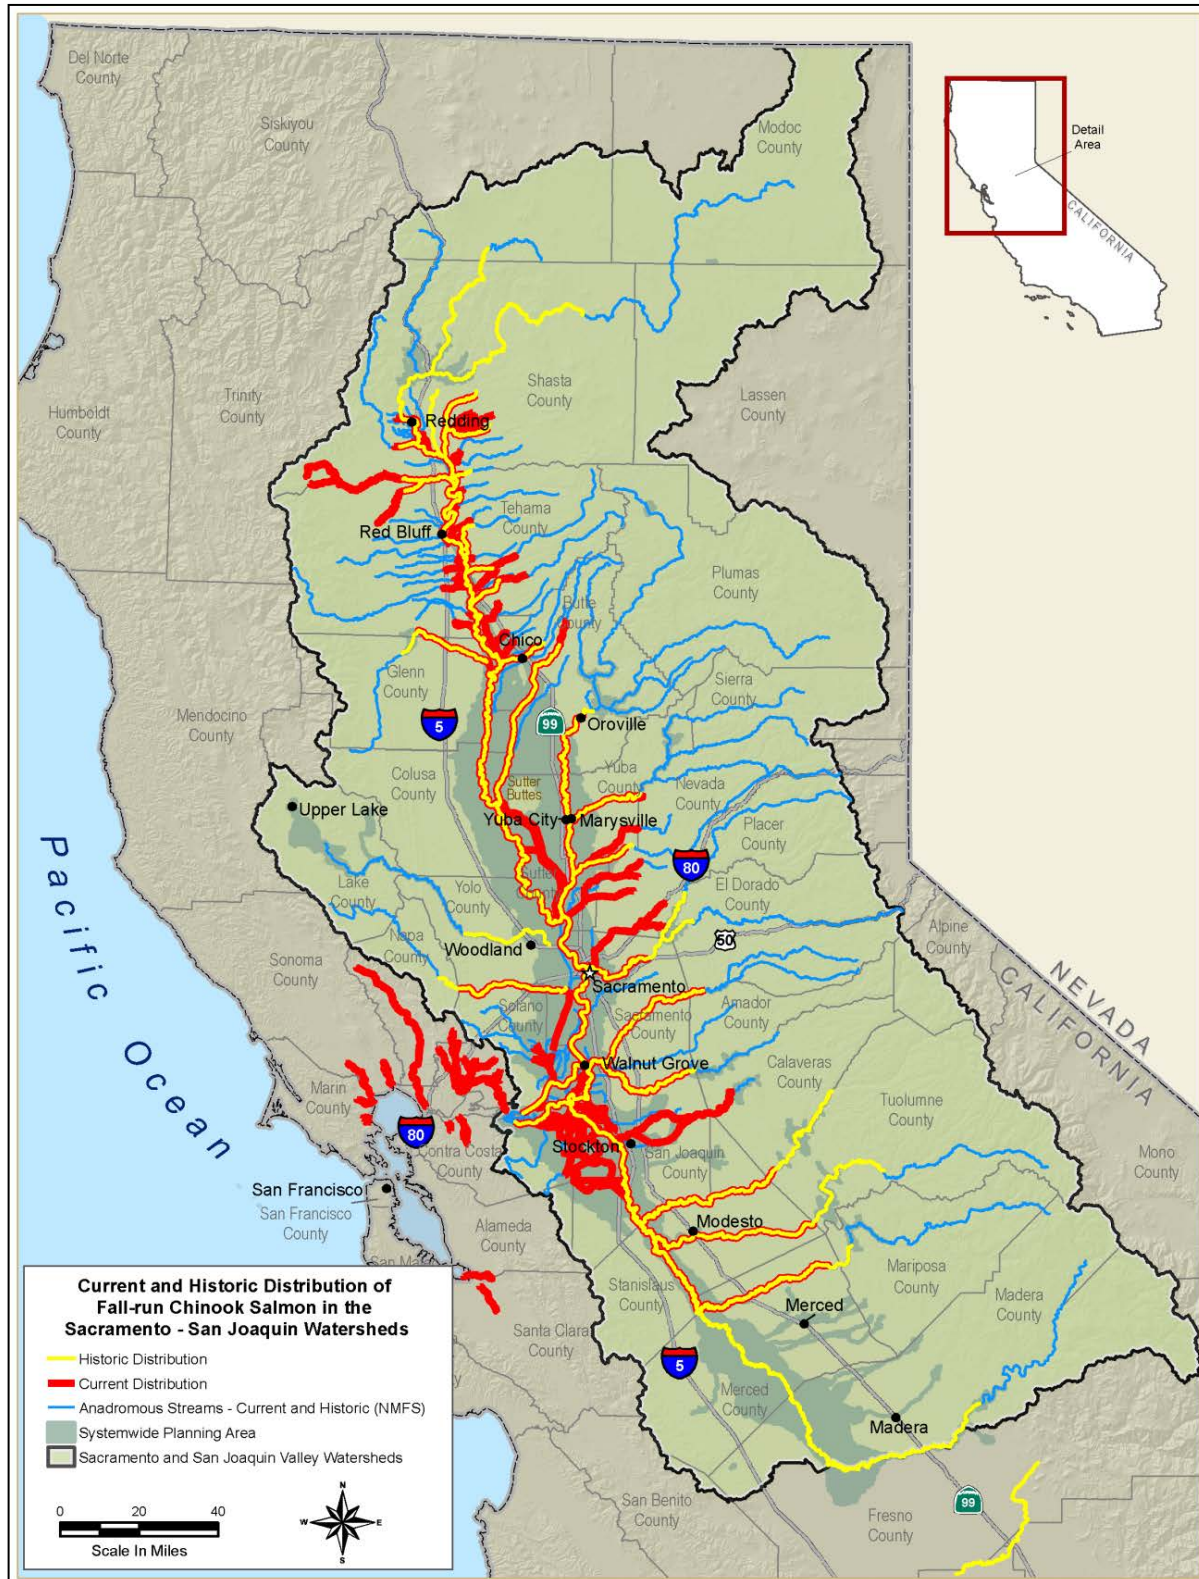 Del Norte
County
Siskiyou
County
Modoc
County
Detail
Area
CALIFORNIA
Shasta
County
Lassen
County
Trinity
County
Humboldt
County
Redding
Tehama
County
Red Bluff
Plumas
County
Butte
County
Chico
Glenn
County
Sierra
County
Mendocino
County
5
99
Oroville
Colusa
County
Sutter
Buttes
Yuba
County
Nevada
County
Upper Lake
Yuba City
Marysville
Placer
County
Sutter
County
80
Lake
County
Yolo
County
El Dorado
County
Napa
County
Woodland
50
Alpine
County
Sonoma
County
Sacramento
NEVADA
CALIFORNIA
Solano
County
Sacramento
County
Amador
County
Pacific Ocean
Walnut Grove
Calaveras
County
Marin
County
Tuolumne
County
80
Contra Costa
County
Stockton
San Joaquin
County
Mono
County
San Francisco
San Francisco
County
Alameda
County
Modesto
San Mateo
Mariposa
County
Stanislaus
County
Madera
County
Merced
Santa Clara
County
5
Merced
County
Madera
San Benito
County
Fresno
County
99
Current and Historic Distribution of
Fall-run Chinook Salmon in the
Sacramento - San Joaquin Watersheds
Historic Distribution
Current Distribution
Anadromous Streams - Current and Historic (NMFS)
Systemwide Planning Area
Sacramento and San Joaquin Valley Watersheds
0 20 40
Scale In Miles
N
W E
S